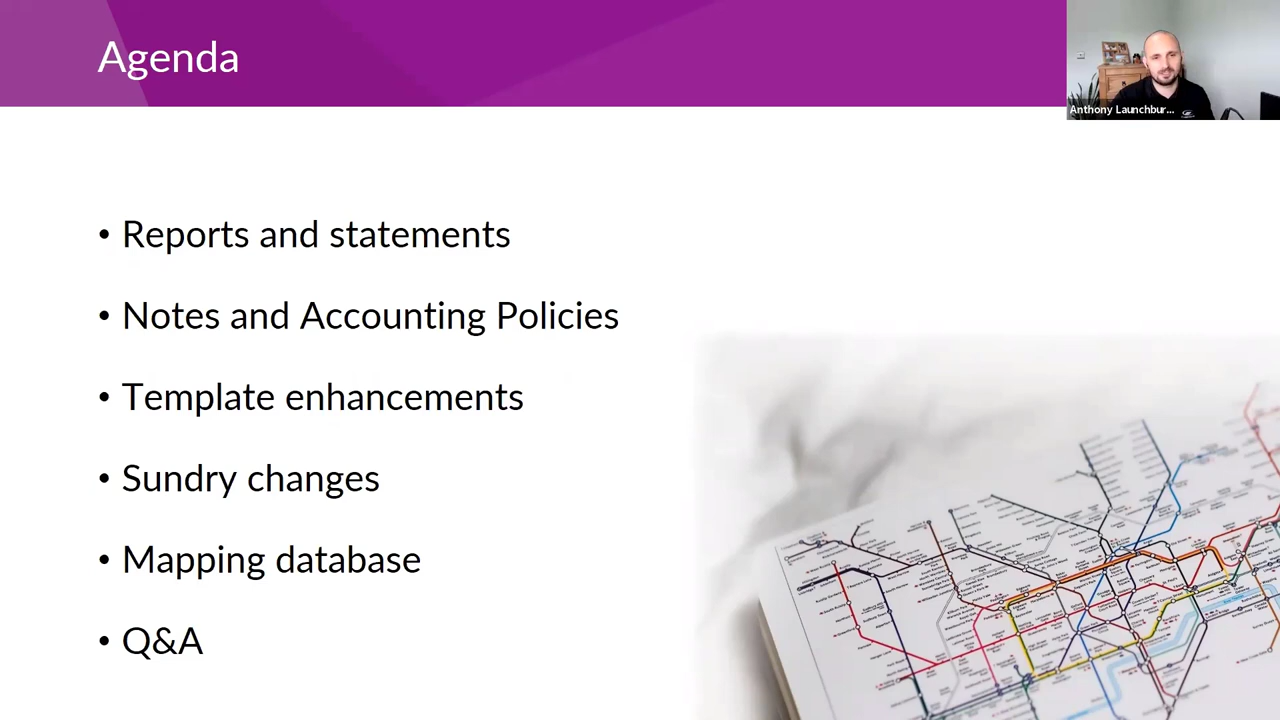 Agenda
Anthony Launchbur...
• Reports and statements
• Notes and Accounting Policies
• Template enhancements
• Sundry changes
• Mapping database
• Q&A